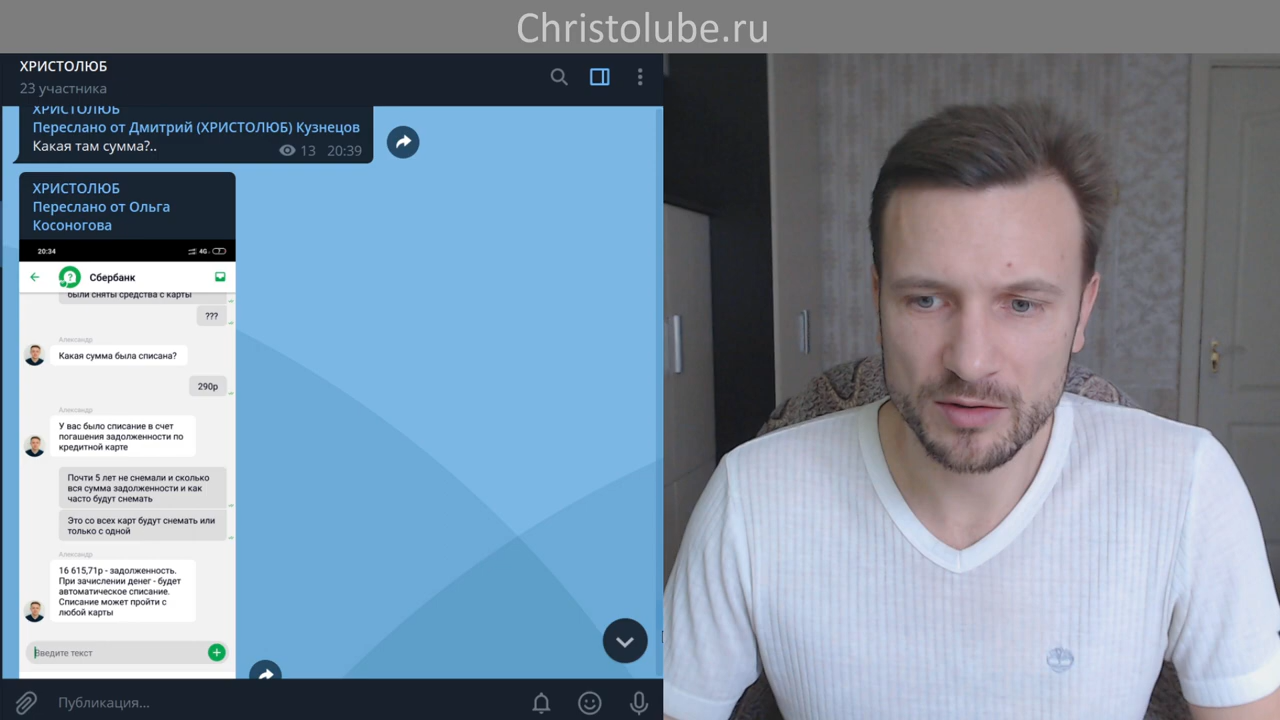 Christolube.ru
ХРИСТОЛЮБ
23 участника
ХРИСТОЛЮБ
Переслано от Дмитрий (ХРИСТОЛЮБ) Кузнецов
Какая там сумма?..
13 20:39
ХРИСТОЛЮБ
Переслано от Ольга
Косоногова
20:34
4G
Сбербанк
были сняты средства с карты
???
Александр
Какая сумма была списана?
290р
Александр
У вас было списание в счет
погашения задолженности по
кредитной карте
Почти 5 лет не снемали и сколько
вся сумма задолженности и как
часто будут снемать
Это со всех карт будут снемать или
только с одной
Александр
16 615,71р - задолженность.
При зачислении денег - будет
автоматическое списание.
Списание может пройти с
любой карты
Введите текст
Публикация...